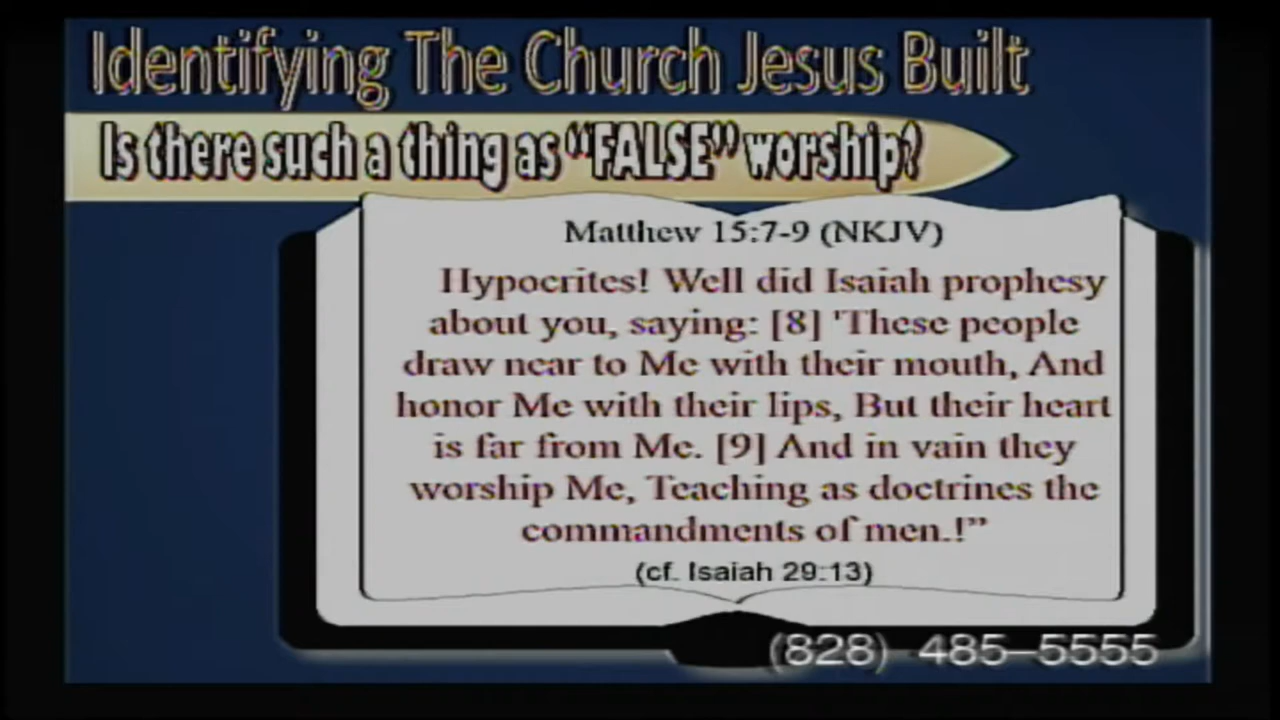 Identifying The Church Jesus Built
Is there such a thing as “FALSE” worship?
Matthew 15:7-9 (NKJV)
Hypocrites! Well did Isaiah prophesy
about you, saying: [8] 'These people
draw near to Me with their mouth, And
honor Me with their lips, But their heart
is far from Me. [9] And in vain they
worship Me, Teaching as doctrines the
commandments of men.!”
(cf. Isaiah 29:13)
(828) 485-5555